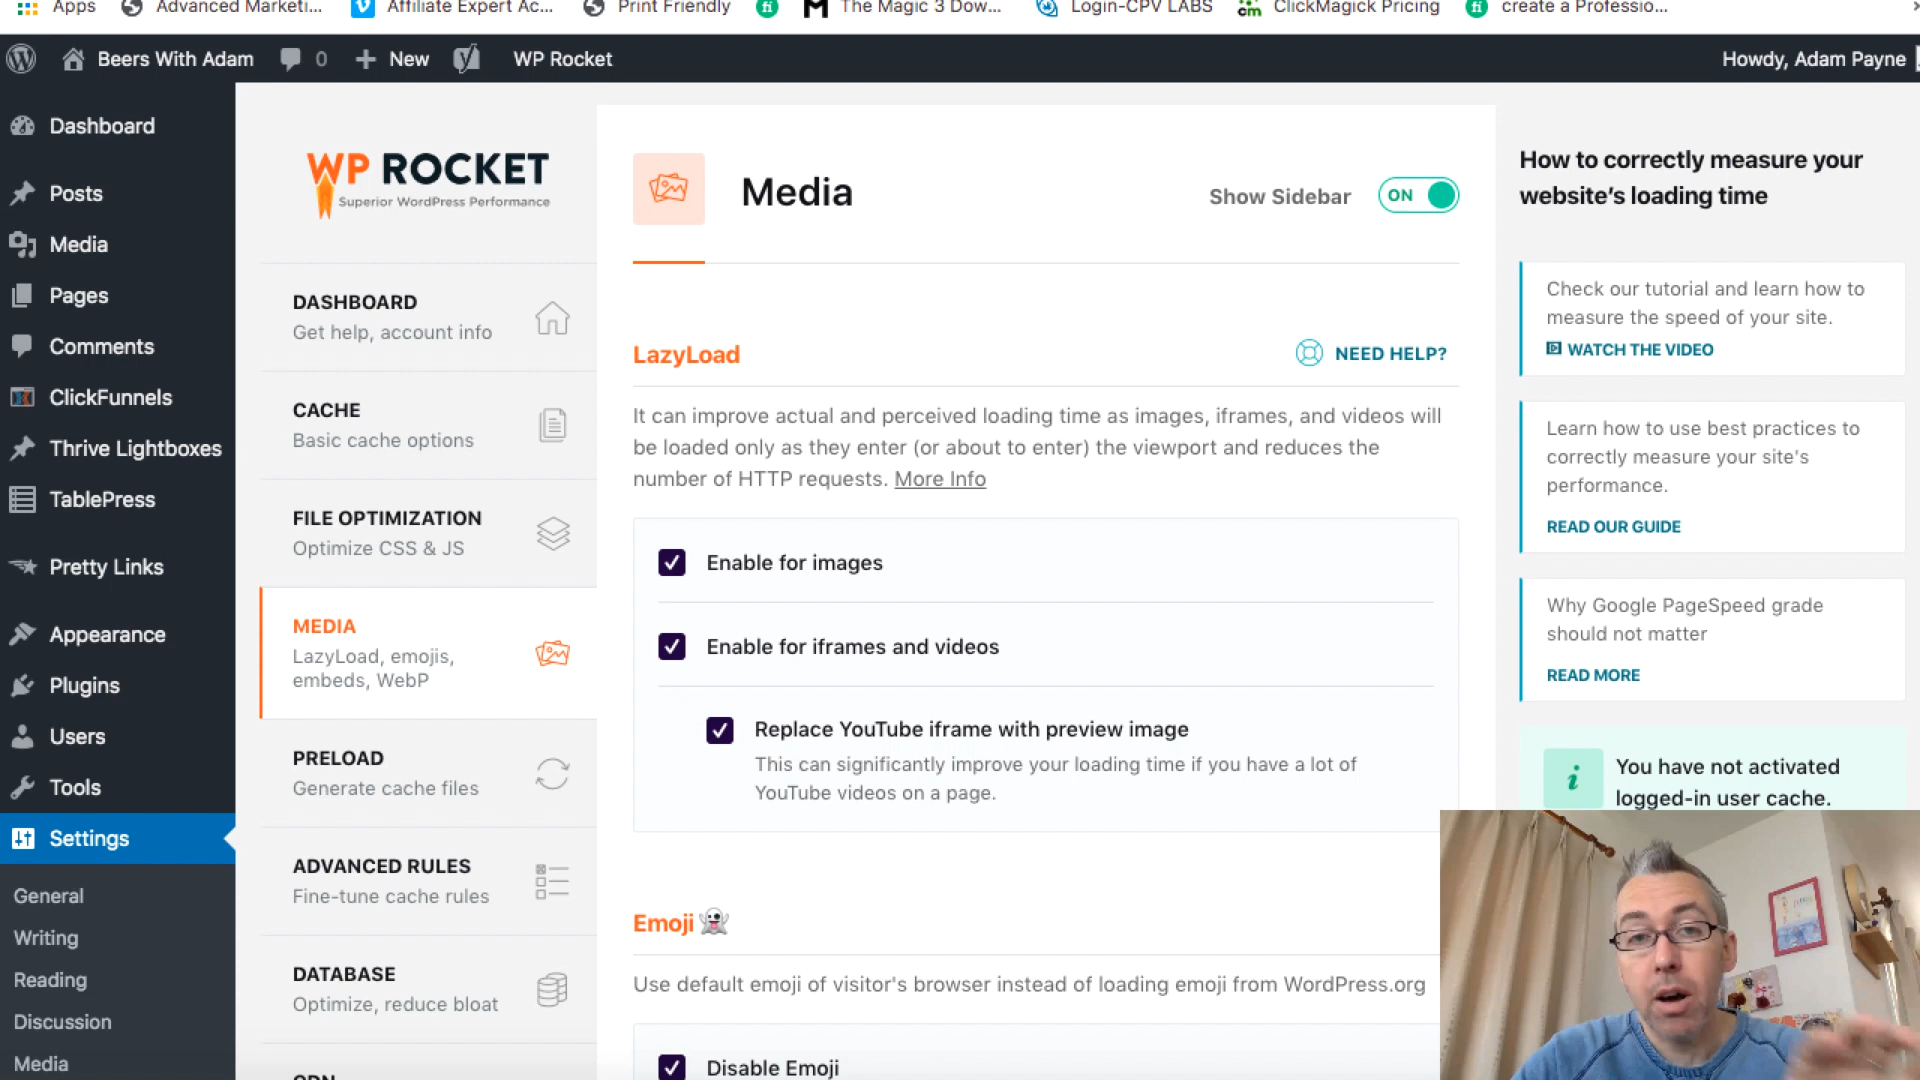 Apps
Advanced Marketi...
Affiliate Expert Ac...
Print Friendly
fi
The Magic 3 Dow...
Login-CPV LABS
cm
ClickMagick Pricing
fi
create a Professio...
Beers With Adam
0
New
WP Rocket
Howdy, Adam Payne
Dashboard
Posts
Media
Pages
Comments
ClickFunnels
Thrive Lightboxes
TablePress
Pretty Links
Appearance
Plugins
Users
Tools
Settings
General
Writing
Reading
Discussion
Media
WP ROCKET
Superior WordPress Performance
DASHBOARD
Get help, account info
CACHE
Basic cache options
FILE OPTIMIZATION
Optimize CSS & JS
MEDIA
LazyLoad, emojis,
embeds, WebP
PRELOAD
Generate cache files
ADVANCED RULES
Fine-tune cache rules
DATABASE
Optimize, reduce bloat
CDN
Media
Show Sidebar
ON
LazyLoad
NEED HELP?
It can improve actual and perceived loading time as images, iframes, and videos will
be loaded only as they enter (or about to enter) the viewport and reduces the
number of HTTP requests. More Info
Enable for images
Enable for iframes and videos
Replace YouTube iframe with preview image
This can significantly improve your loading time if you have a lot of
YouTube videos on a page.
Emoji
Use default emoji of visitor's browser instead of loading emoji from WordPress.org
Disable Emoji
How to correctly measure your
website's loading time
Check our tutorial and learn how to
measure the speed of your site.
WATCH THE VIDEO
Learn how to use best practices to
correctly measure your site's
performance.
READ OUR GUIDE
Why Google PageSpeed grade
should not matter
READ MORE
You have not activated
logged-in user cache.